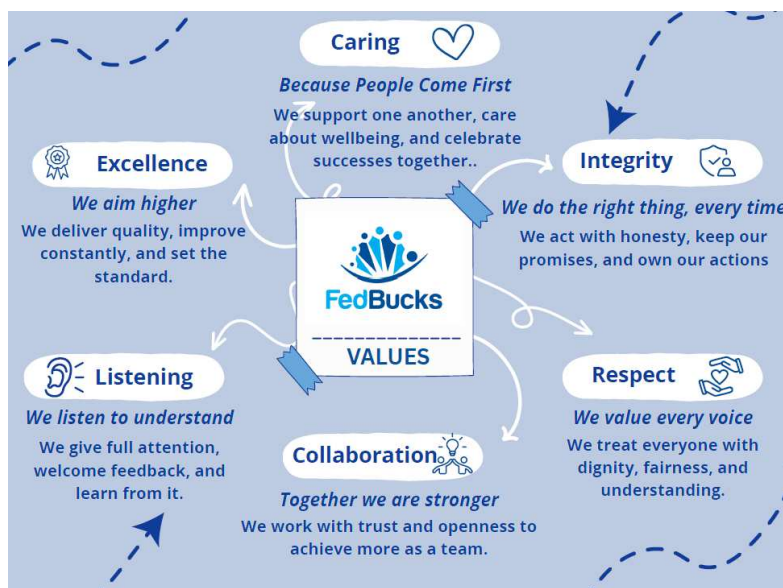 Caring
Because People Come First
We support one another, care
about wellbeing, and celebrate
successes together..
Excellence
We aim higher
We deliver quality, improve
constantly, and set the
standard.
Integrity
We do the right thing, every time
We act with honesty, keep our
promises, and own our actions
FedBucks
VALUES
Listening
We listen to understand
We give full attention,
welcome feedback, and
learn from it.
Collaboration
Together we are stronger
We work with trust and openness to
achieve more as a team.
Respect
We value every voice
We treat everyone with
dignity, fairness, and
understanding.